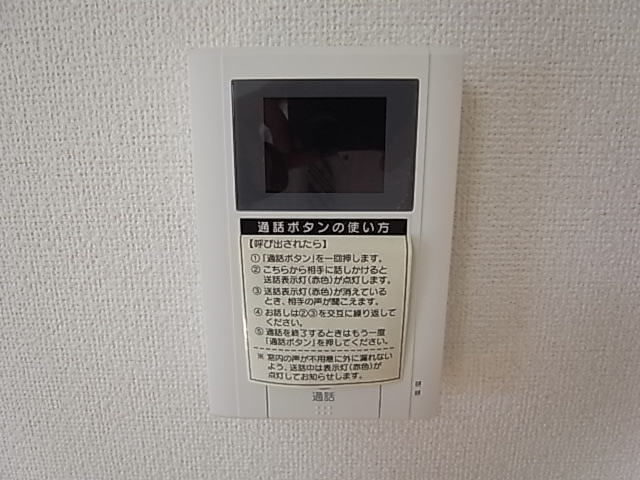 通話ボタンの使い方
【呼び出されたら】
①「通話ボタン」を一回押します。
②こちらから相手に話しかけると
送話表示灯(赤色)が点灯します。
③送話表示灯(赤色)が消えている
とき、相手の声が聞こえます。
④お話しは②③を交互に繰り返して
ください。
⑤通話を終了するときはもう一度
「通話ボタン」を押してください。
※室内の声が不用意に外に漏れない
よう、送話中は表示灯(赤色)が
点灯してお知らせします。
通話